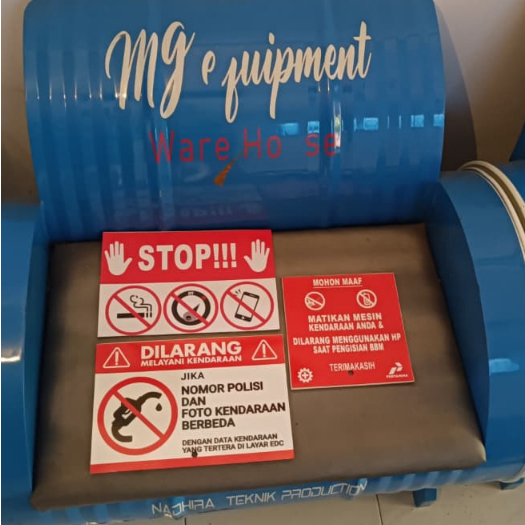 MG equipment
Ware Ho se
STOP!!!
DILARANG
MELAYANI KENDARAAN
JIKA
NOMOR POLISI
DAN
FOTO KENDARAAN
BERBEDA
DENGAN DATA KENDARAAN
YANG TERTERA DI LAYAR EDC
MOHON MAAF
MATIKAN MESIN
KENDARAAN ANDA &
DILARANG MENGGUNAKAN HP
SAAT PENGISIAN BBM
TERIMAKASIH
PERTAMINA
NADHIRA TEKNIK PRODUCTION